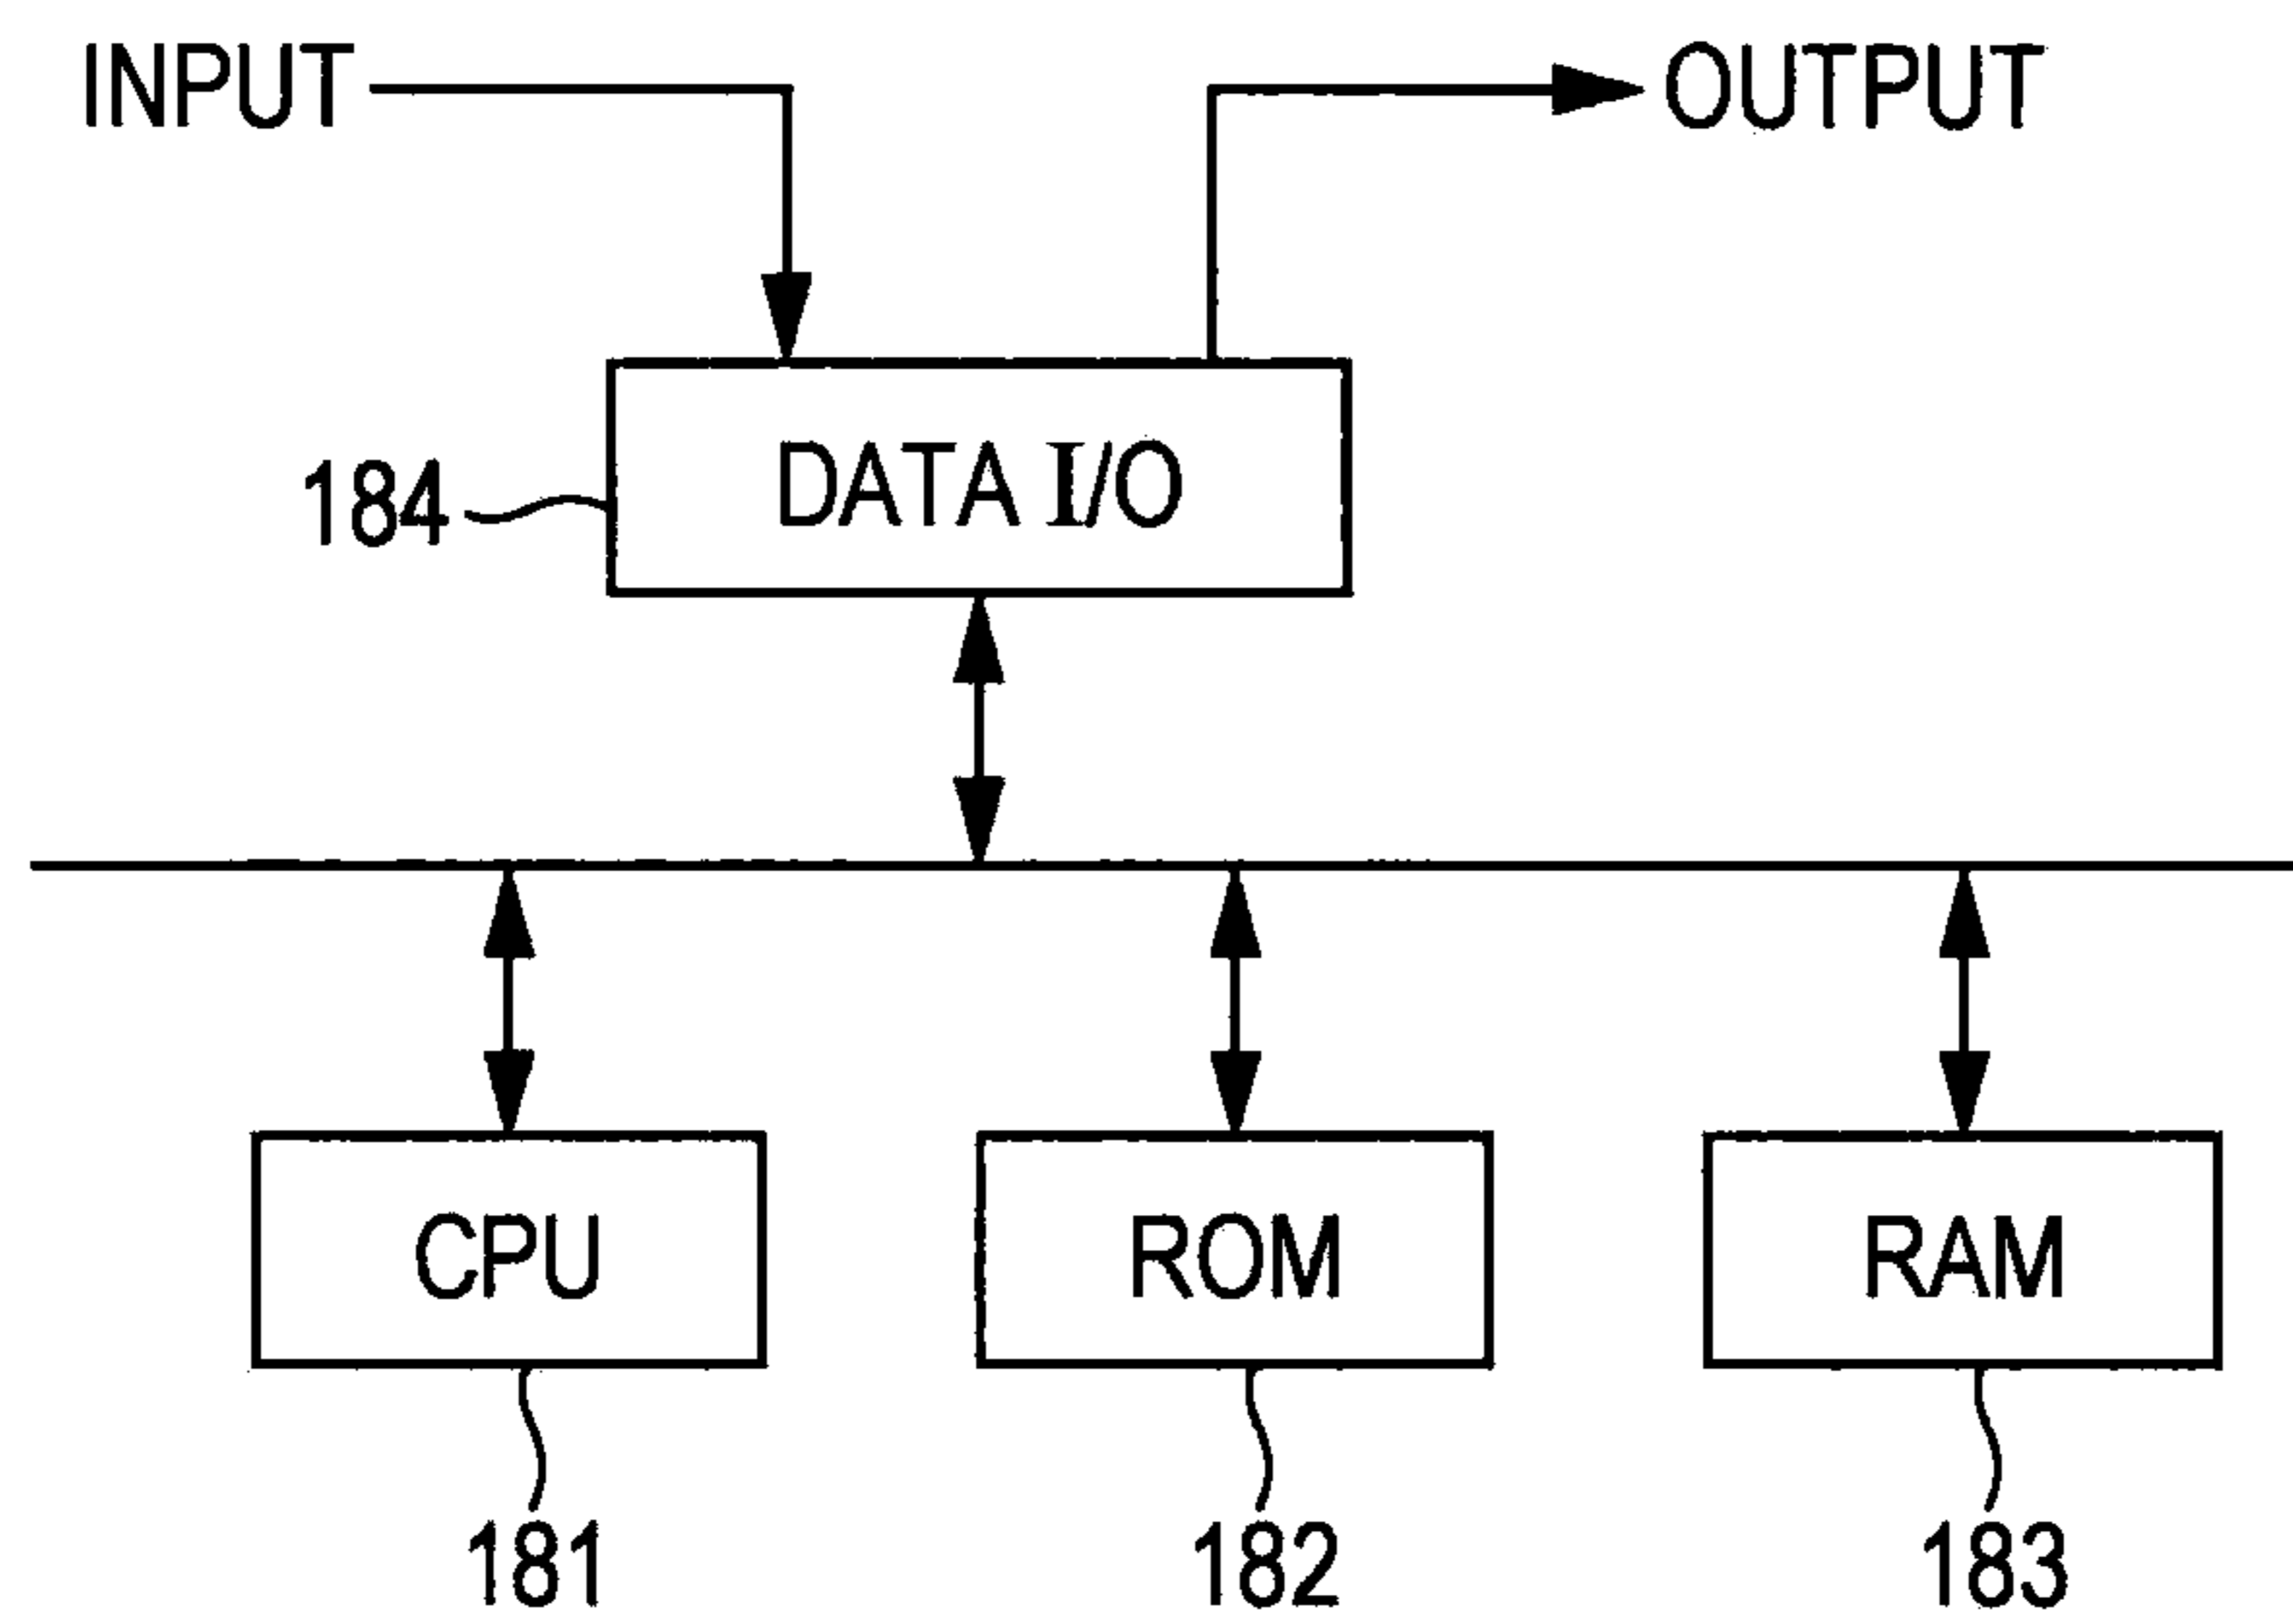 INPUT
OUTPUT
DATA I/O
184
CPU
ROM
RAM
181
182
183